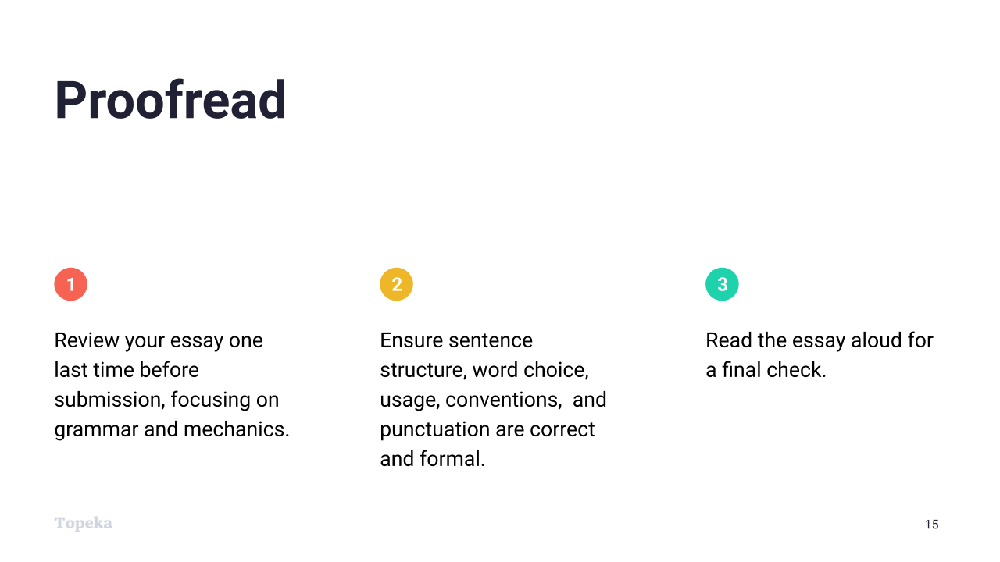 Proofread
1
Review your essay one
last time before
submission, focusing on
grammar and mechanics.
2
Ensure sentence
structure, word choice,
usage, conventions,  and
punctuation are correct
and formal.
3
Read the essay aloud for
a final check.
Topeka
15